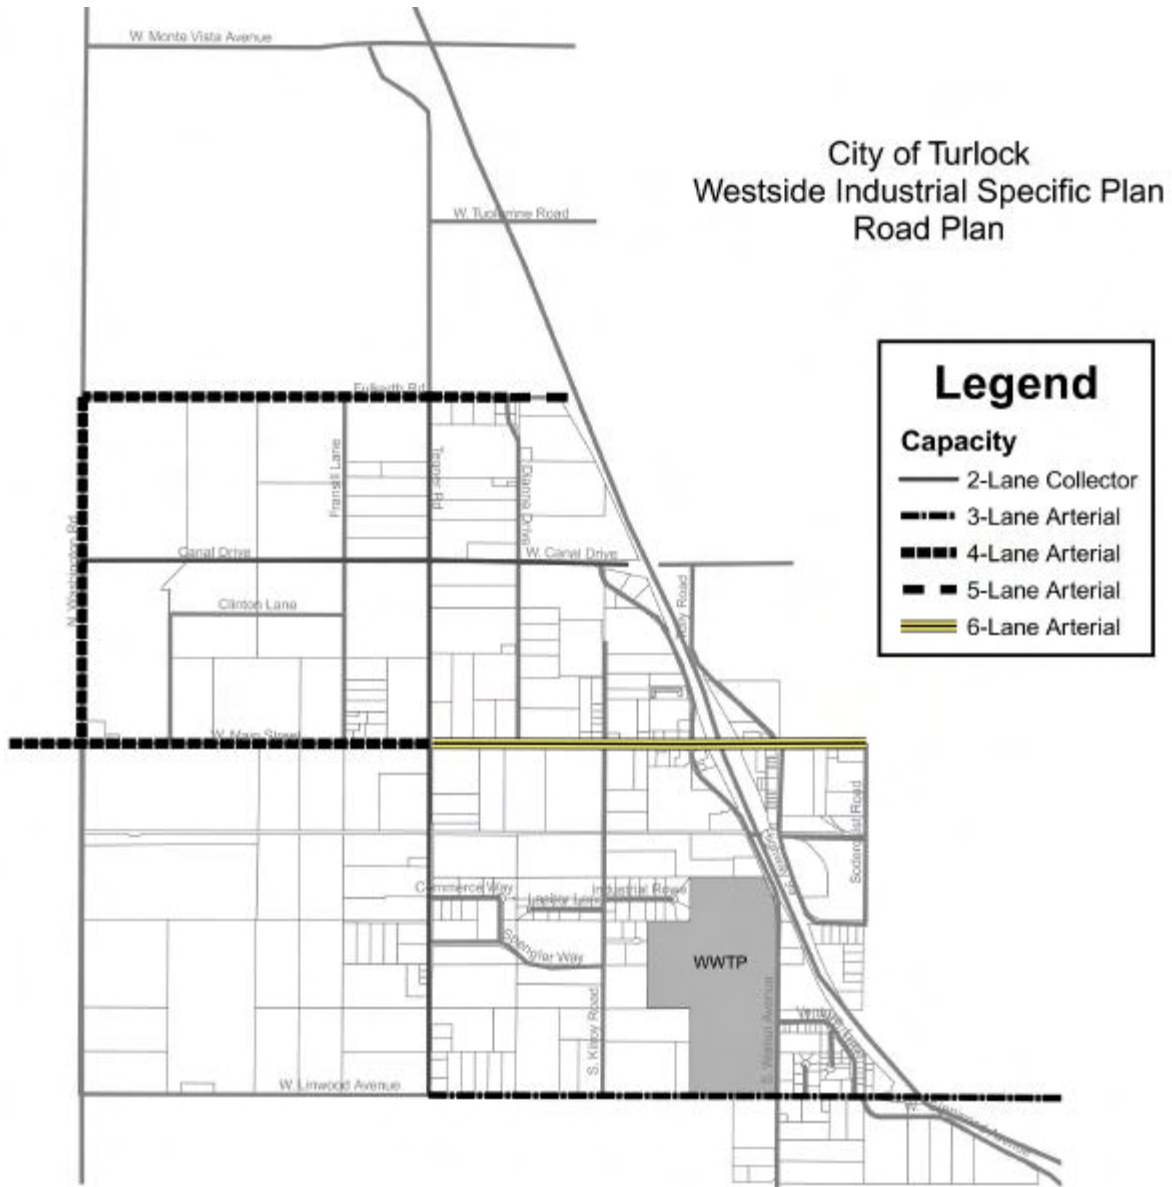 W. Monte Vista Avenue
City of Turlock
Westside Industrial Specific Plan
Road Plan
W. Tuolumne Road
Legend
Capacity
2-Lane Collector
3-Lane Arterial
4-Lane Arterial
5-Lane Arterial
6-Lane Arterial
Fulkerth Rd
Fransil Lane
Tegner Rd
Dianne Drive
N. Washington Rd
Canal Drive
W. Canal Drive
Clinton Lane
Road
W. Main Street
Road
Commerce Way
Industrial Rowe
Spengler Way
WWTP
S. Kilroy Road
S. Walnut Avenue
W. Linwood Avenue
Avenue